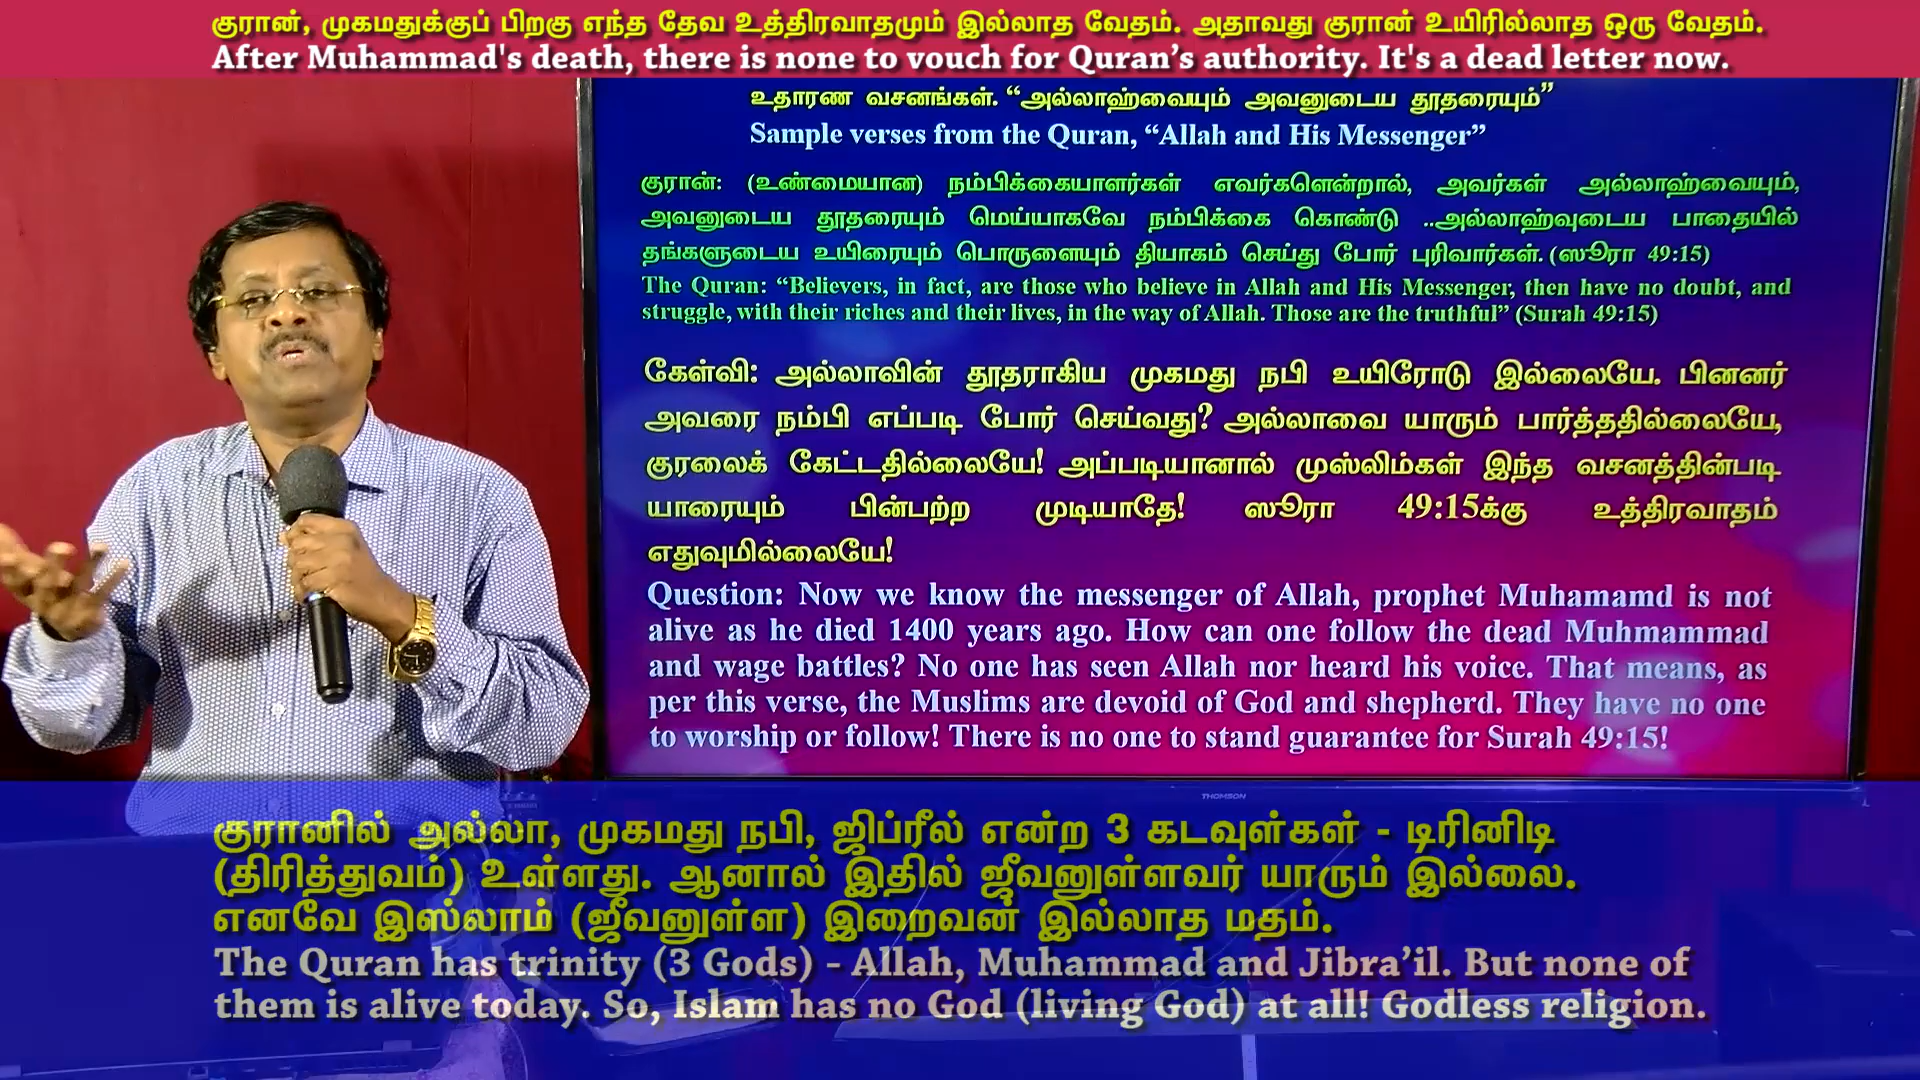 குரான், முகமதுக்குப் பிறகு எந்த தேவ உத்திரவாதமும் இல்லாத வேதம். அதாவது குரான் உயிரில்லாத ஒரு வேதம்.
After Muhammad's death, there is none to vouch for Quran’s authority. It's a dead letter now.
உதாரண வசனங்கள். “அல்லாஹ்வையும் அவனுடைய தூதரையும்”
Sample verses from the Quran, “Allah and His Messenger”
குரான்: (உண்மையான) நம்பிக்கையாளர்கள் எவர்களென்றால், அவர்கள் அல்லாஹ்வையும்,
அவனுடைய தூதரையும் மெய்யாகவே நம்பிக்கை கொண்டு ..அல்லாஹ்வுடைய பாதையில்
தங்களுடைய உயிரையும் பொருளையும் தியாகம் செய்து போர் புரிவார்கள். (ஸூரா 49:15)
The Quran: “Believers, in fact, are those who believe in Allah and His Messenger, then have no doubt, and
struggle, with their riches and their lives, in the way of Allah. Those are the truthful” (Surah 49:15)
கேள்வி: அல்லாவின் தூதராகிய முகமது நபி உயிரோடு இல்லையே. பினனர்
அவரை நம்பி எப்படி போர் செய்வது? அல்லாவை யாரும் பார்த்ததில்லையே,
குரலைக் கேட்டதில்லையே! அப்படியானால் முஸ்லிம்கள் இந்த வசனத்தின்படி
யாரையும் பின்பற்ற முடியாதே! ஸூரா 49:15க்கு உத்திரவாதம்
எதுவுமில்லையே!
Question: Now we know the messenger of Allah, prophet Muhamamd is not
alive as he died 1400 years ago. How can one follow the dead Muhmammad
and wage battles? No one has seen Allah nor heard his voice. That means, as
per this verse, the Muslims are devoid of God and shepherd. They have no one
to worship or follow! There is no one to stand guarantee for Surah 49:15!
THOMSON
குரானில் அல்லா, முகமது நபி, ஜிப்ரீல் என்ற 3 கடவுள்கள் - டிரினிடி
(திரித்துவம்) உள்ளது. ஆனால் இதில் ஜீவனுள்ளவர் யாரும் இல்லை.
எனவே இஸ்லாம் (ஜீவனுள்ள) இறைவன் இல்லாத மதம்.
The Quran has trinity (3 Gods) - Allah, Muhammad and Jibra’il. But none of
them is alive today. So, Islam has no God (living God) at all! Godless religion.